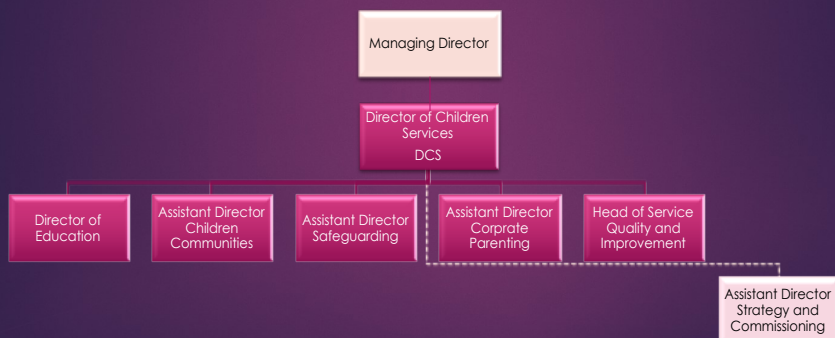 Managing Director
Director of Children
Services
DCS
Director of
Education
Assistant Director
Children
Communities
Assistant Director
Safeguarding
Assistant Director
Corprate
Parenting
Head of Service
Quality and
Improvement
Assistant Director
Strategy and
Commissioning